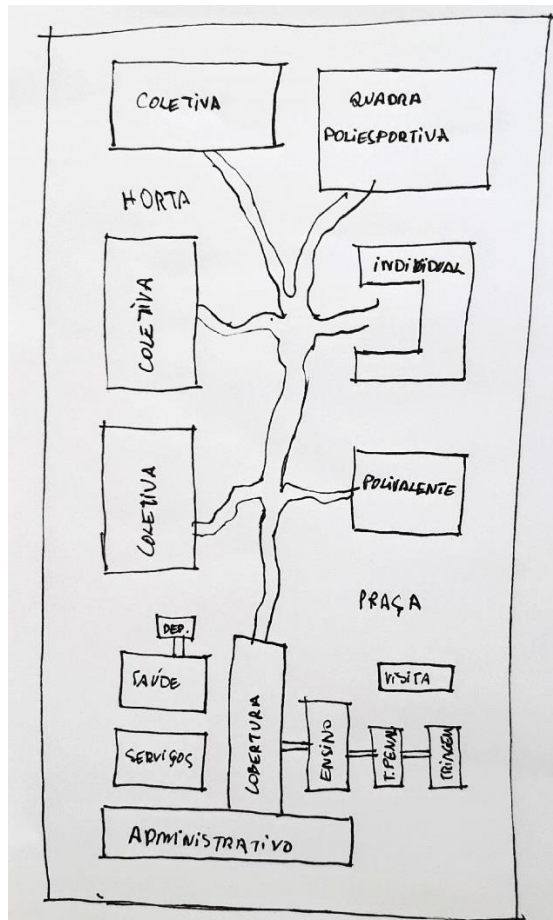 COLETIVA
QUADRA
POLIESPORTIVA
HORTA
INDIVIDUAL
COLETIVA
COLETIVA
POLIVALENTE
PRAÇA
DEP.
SAÚDE
VISITA
COBERTURA
ENSINO
T.PENAL
TRIAGEM
SERVIÇOS
ADMINISTRATIVO